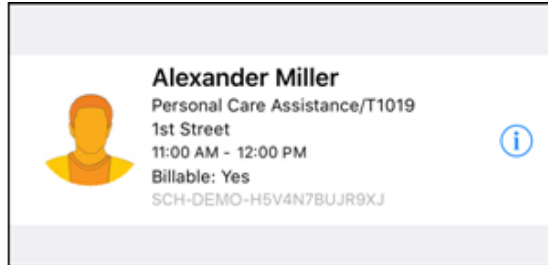 Alexander Miller
Personal Care Assistance/T1019
1st Street
11:00 AM - 12:00 PM
Billable: Yes
SCH-DEMO-H5V4N7BUJR9XJ